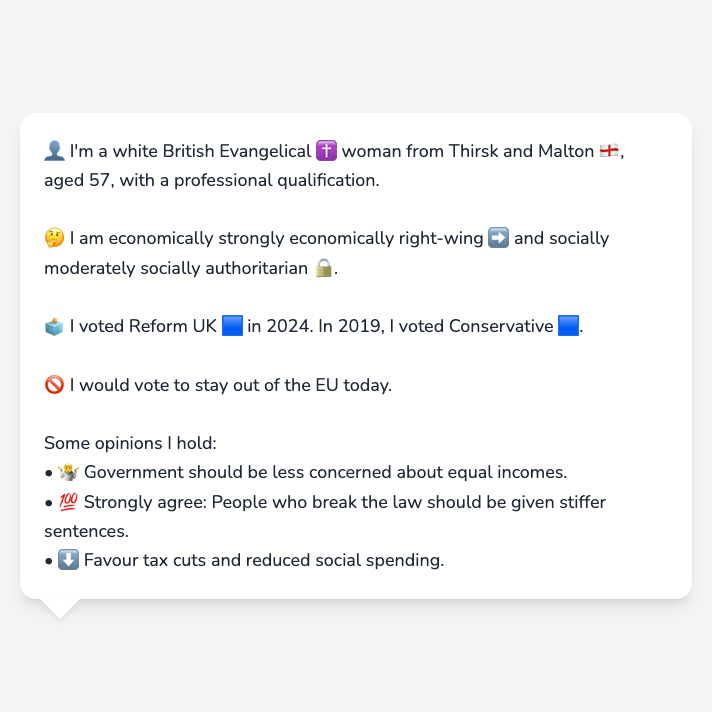 👤 I'm a white British Evangelical ✝️ woman from Thirsk and Malton 🏴󠁧󠁢󠁥󠁮󠁧󠁿,
aged 57, with a professional qualification.
🤔 I am economically strongly economically right-wing ➡️ and socially
moderately socially authoritarian 🔒.
🗳️ I voted Reform UK 🟦 in 2024. In 2019, I voted Conservative 🟦.
🚫 I would vote to stay out of the EU today.
Some opinions I hold:
• 🤷‍♀️ Government should be less concerned about equal incomes.
• 💯 Strongly agree: People who break the law should be given stiffer
sentences.
• ⬇️ Favour tax cuts and reduced social spending.